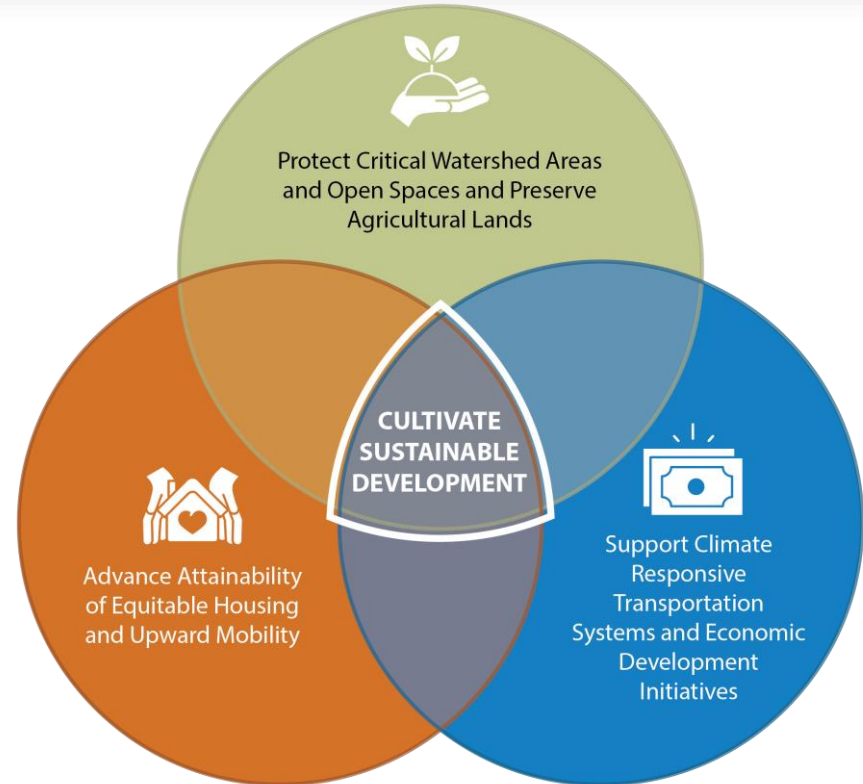 Protect Critical Watershed Areas
and Open Spaces and Preserve
Agricultural Lands
CULTIVATE
SUSTAINABLE
DEVELOPMENT
Advance Attainability
of Equitable Housing
and Upward Mobility
Support Climate
Responsive
Transportation
Systems and Economic
Development
Initiatives